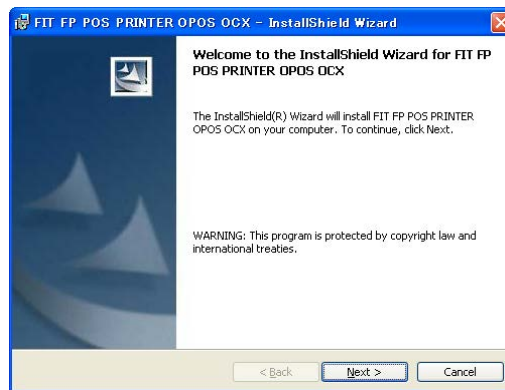 FIT FP POS PRINTER OPOS OCX - InstallShield Wizard
Welcome to the InstallShield Wizard for FIT FP
POS PRINTER OPOS OCX
The InstallShield(R) Wizard will install FIT FP POS PRINTER
OPOS OCX on your computer. To continue, click Next.
WARNING: This program is protected by copyright law and
international treaties.
< Back Next > Cancel